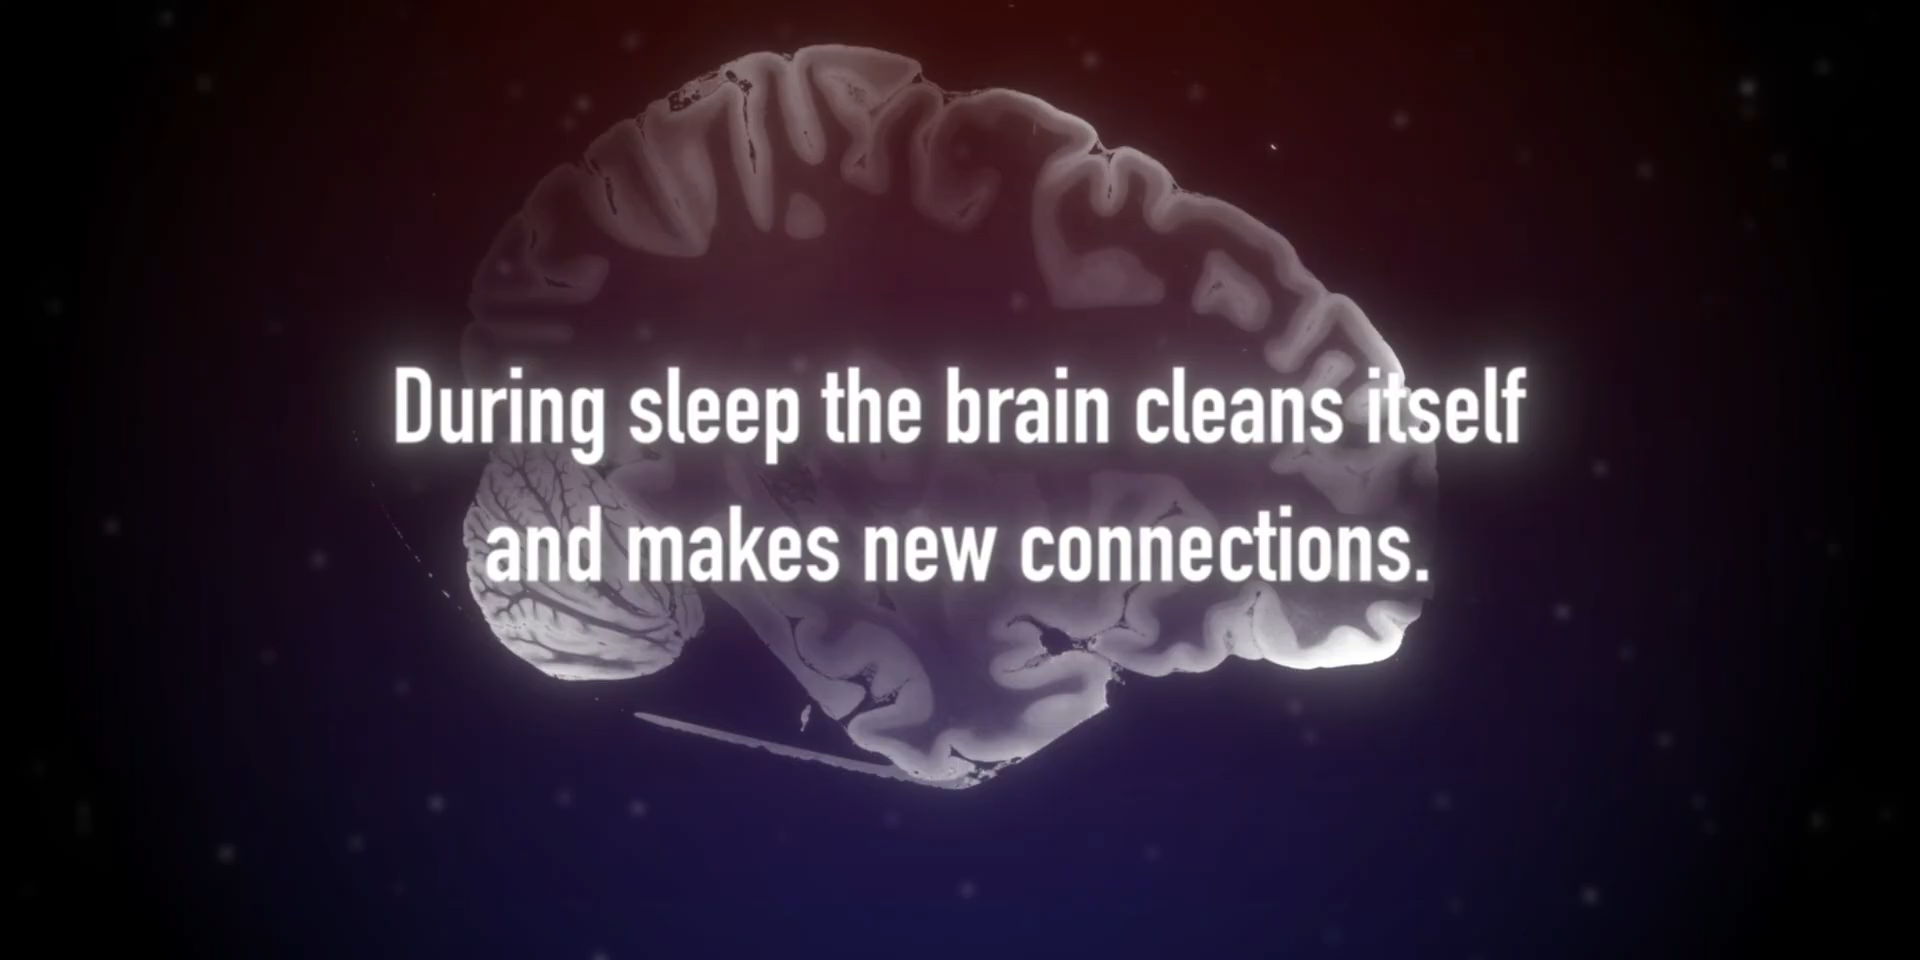 During sleep the brain cleans itself
and makes new connections.